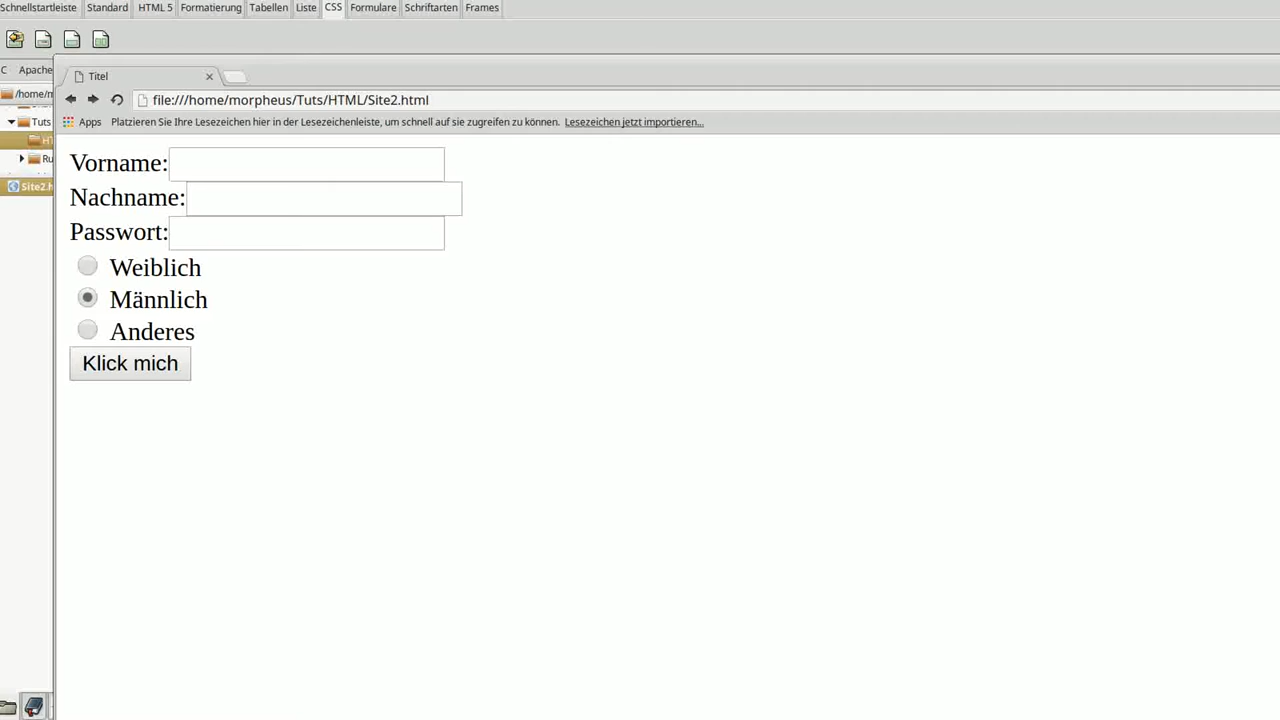 Schnellstartleiste Standard HTML 5 Formatierung Tabellen Liste CSS Formulare Schriftarten Frames
C Apache
Titel
/home/m
file:///home/morpheus/Tuts/HTML/Site2.html
Tuts
Apps Platzieren Sie Ihre Lesezeichen hier in der Lesezeichenleiste, um schnell auf sie zugreifen zu können. Lesezeichen jetzt importieren...
HT
Ru
Site2.h
Vorname:
Nachname:
Passwort:
Weiblich
Männlich
Anderes
Klick mich